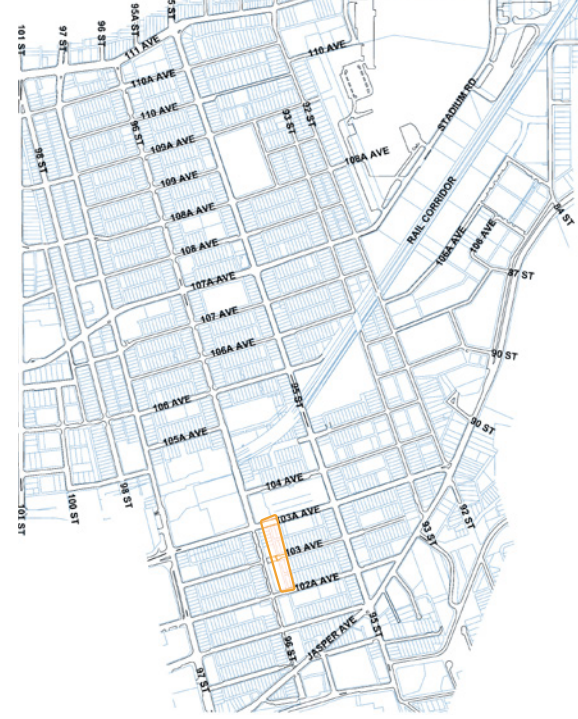 101 ST
97 ST
96 ST
95A ST
5 ST
111 AVE
110 AVE
110A AVE
110 AVE
96 ST
98 ST
109A AVE
93 ST
92 ST
STADIUM RD
109 AVE
108A AVE
108A AVE
RAIL CORRIDOR
84 ST
108 AVE
106A AVE
106 AVE
107A AVE
87 ST
107 AVE
106A AVE
90 ST
95 ST
106 AVE
105A AVE
90 ST
101 ST
100 ST
98 ST
104 AVE
92 ST
103A AVE
93 ST
103 AVE
102A AVE
95 ST
96 ST
JASPER AVE
97 ST